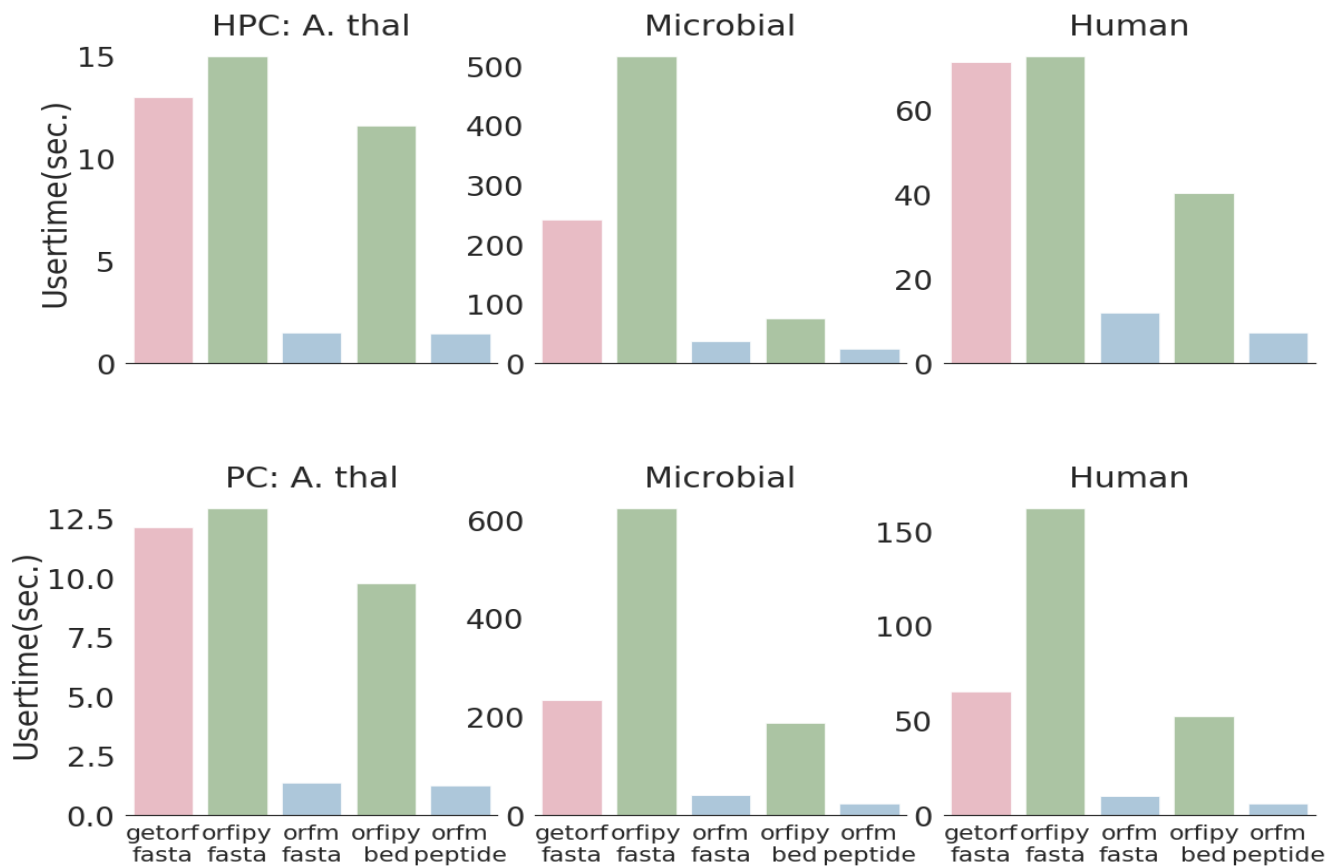 HPC: A. thal
Microbial
Human
Usertime(sec.)
15
10
5
0
500
400
300
200
100
0
60
40
20
0
PC: A. thal
Microbial
Human
Usertime(sec.)
12.5
10.0
7.5
5.0
2.5
0.0
600
400
200
0
150
100
50
0
getorf orfipy orfm orfipy orfm
fasta fasta fasta bed peptide
getorf orfipy orfm orfipy orfm
fasta fasta fasta bed peptide
getorf orfipy orfm orfipy orfm
fasta fasta fasta bed peptide